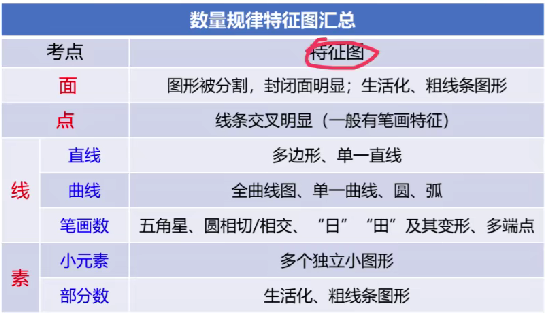 数量规律特征图汇总
考点 特征图
面 图形被分割，封闭面明显；生活化、粗线条图形
点 线条交叉明显（一般有笔画特征）
线 直线 多边形、单一直线
曲线 全曲线图、单一曲线、圆、弧
笔画数 五角星、圆相切/相交、“日”“田”及其变形、多端点
素 小元素 多个独立小图形
部分数 生活化、粗线条图形